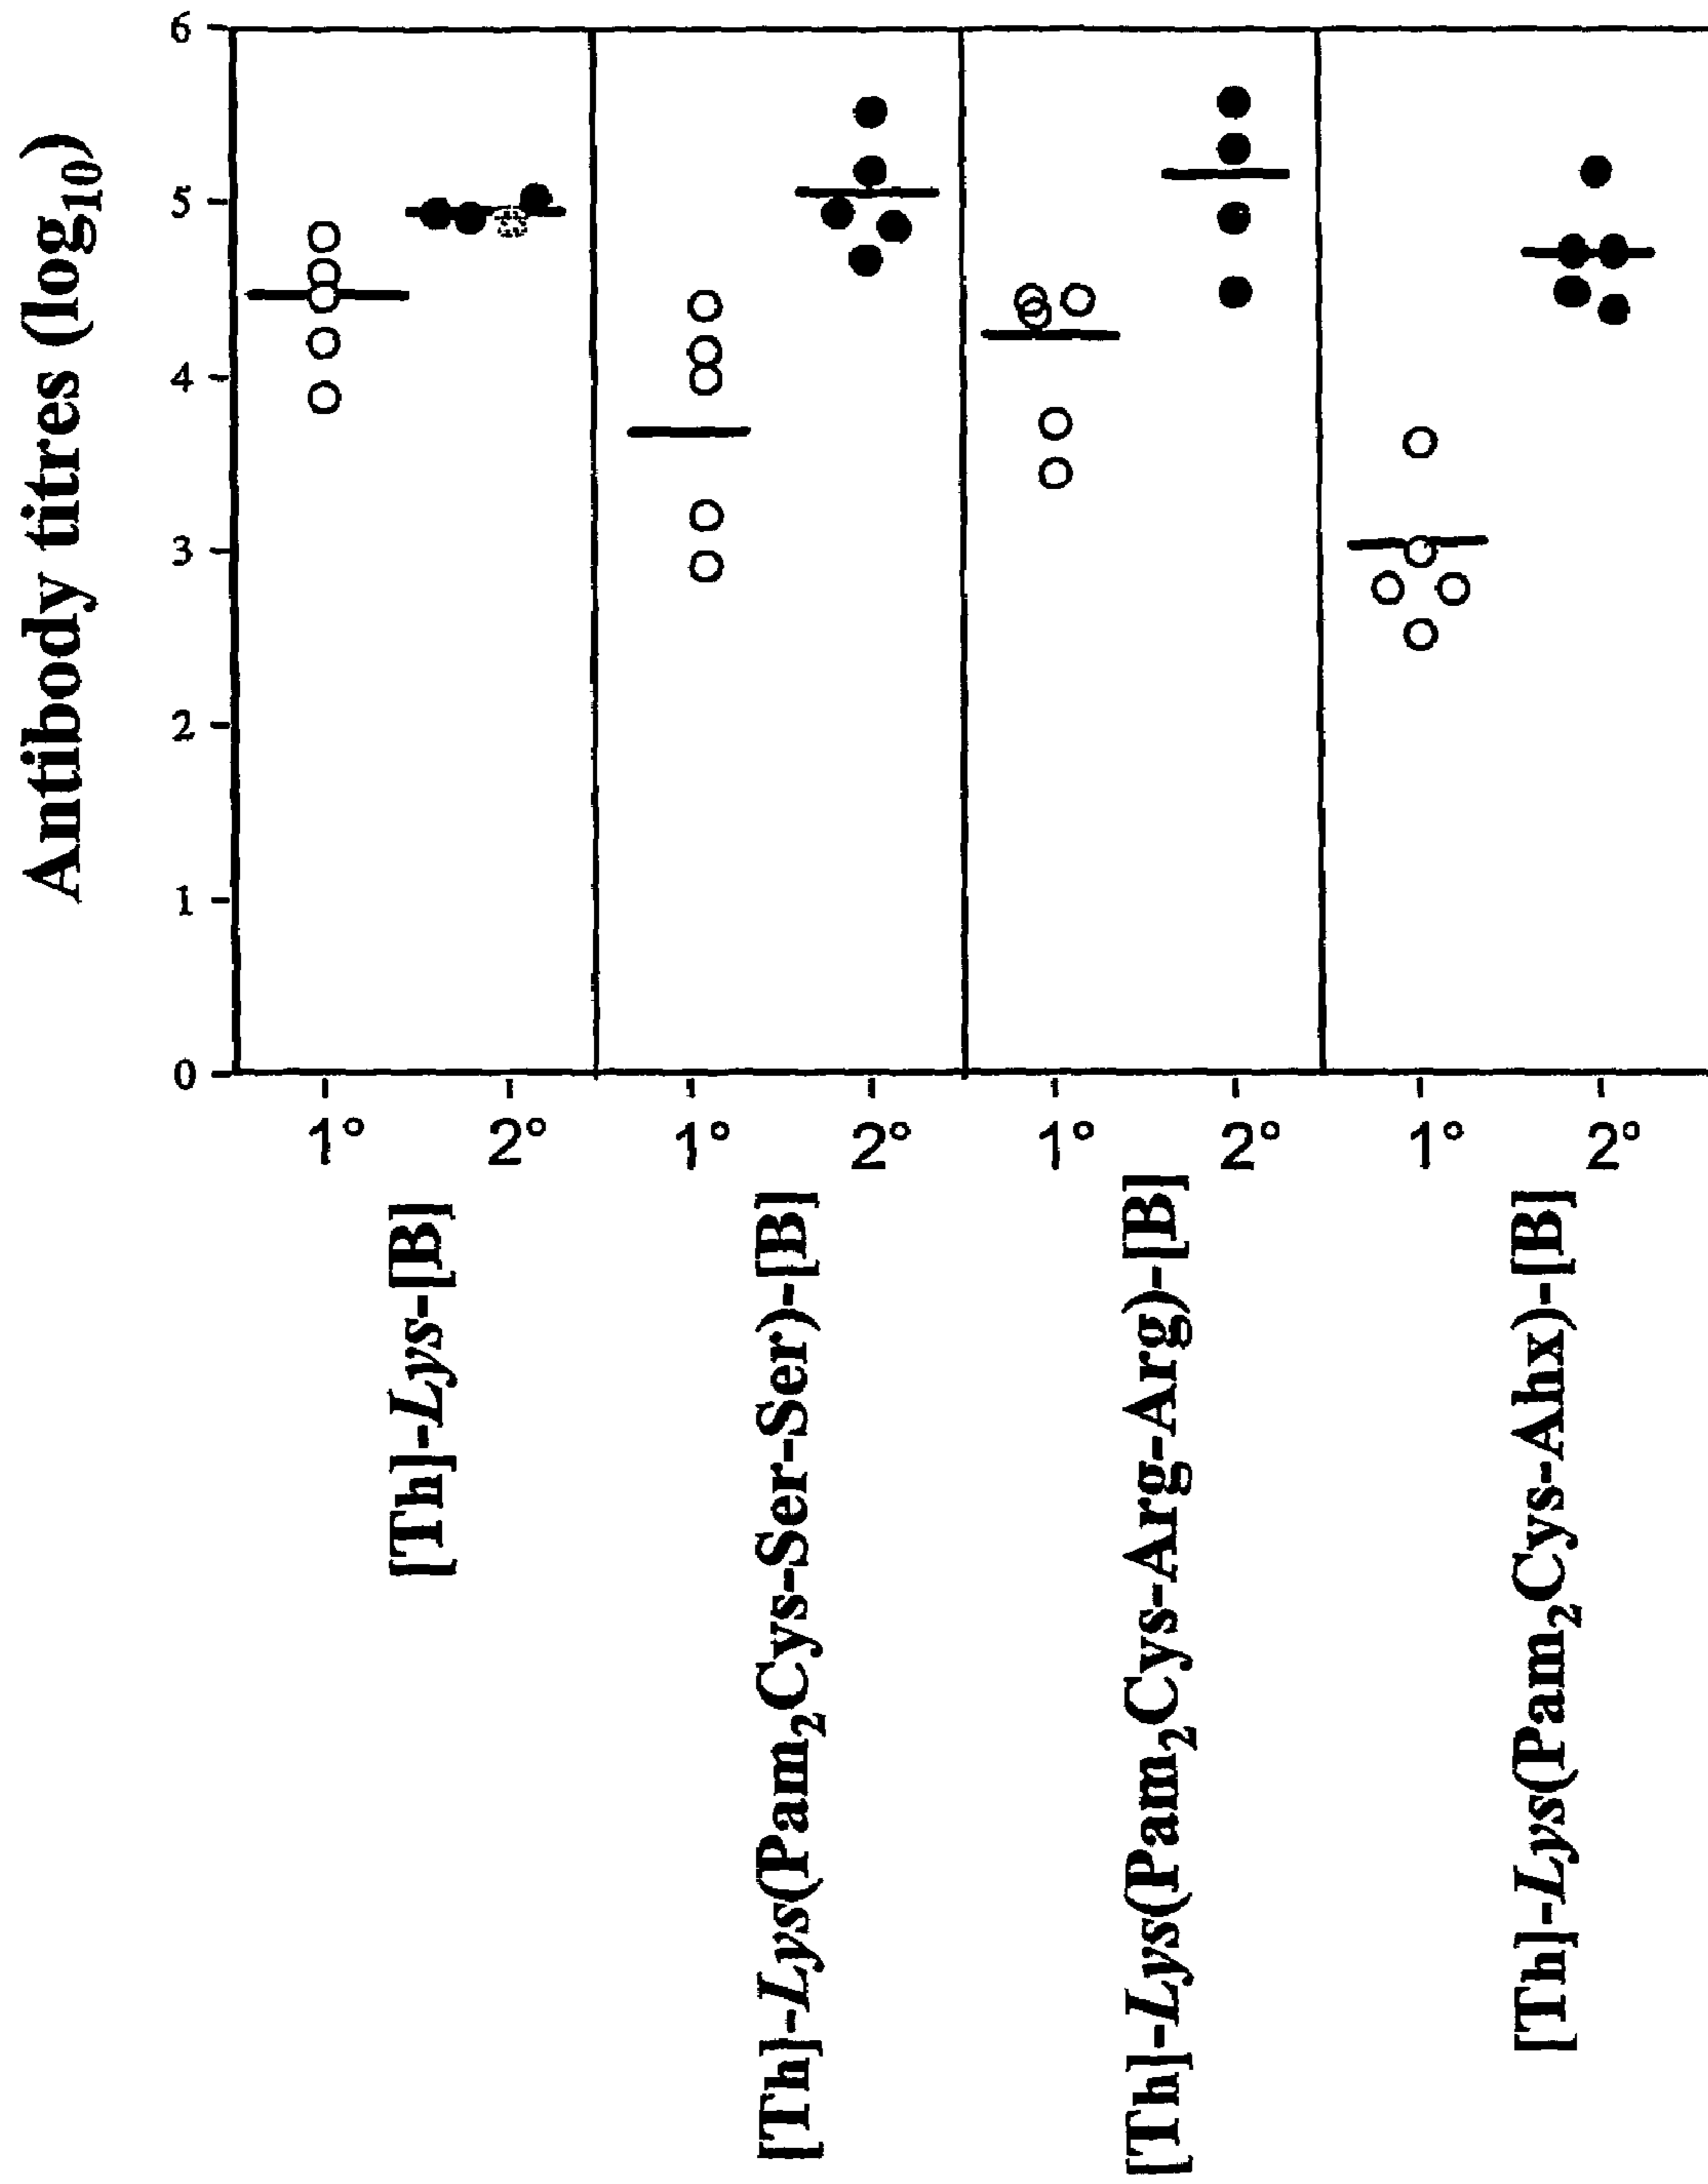 Antibody titres (log₁₀)
6
5
4
3
2
1
0
1° 2° 1° 2° 1° 2° 1° 2°
[Th]-Lys-[B]
[Th]-Lys(Pam₂Cys-Ser-Ser)-[B]
[Th]-Lys(Pam₂Cys-Arg-Arg)-[B]
[Th]-Lys(Pam₂Cys-Ahx)-[B]